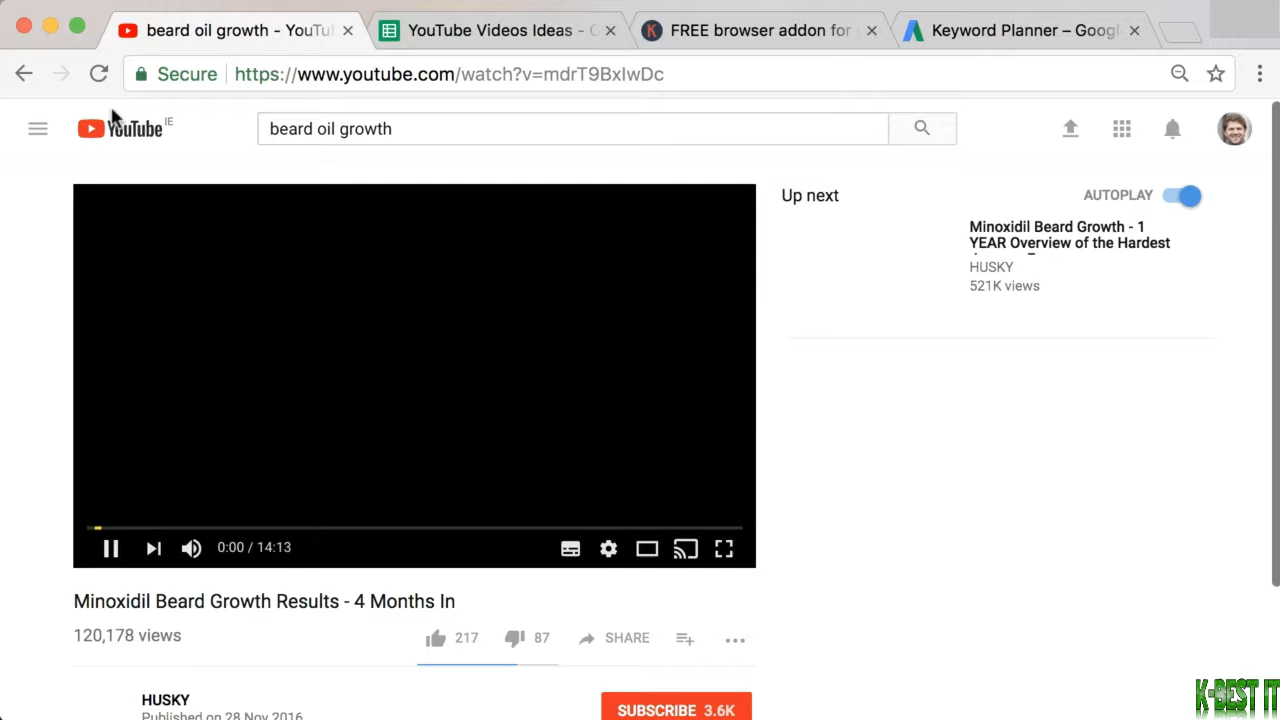 beard oil growth - YouTu
YouTube Videos Ideas - G
FREE browser addon for
Keyword Planner – Googl
Secure
https://www.youtube.com/watch?v=mdrT9BxIwDc
YouTube IE
beard oil growth
Up next
AUTOPLAY
Minoxidil Beard Growth - 1
YEAR Overview of the Hardest
HUSKY
521K views
0:00 / 14:13
Minoxidil Beard Growth Results - 4 Months In
120,178 views
217
87
SHARE
HUSKY
Published on 28 Nov 2016
SUBSCRIBE 3.6K
K-BEST IT